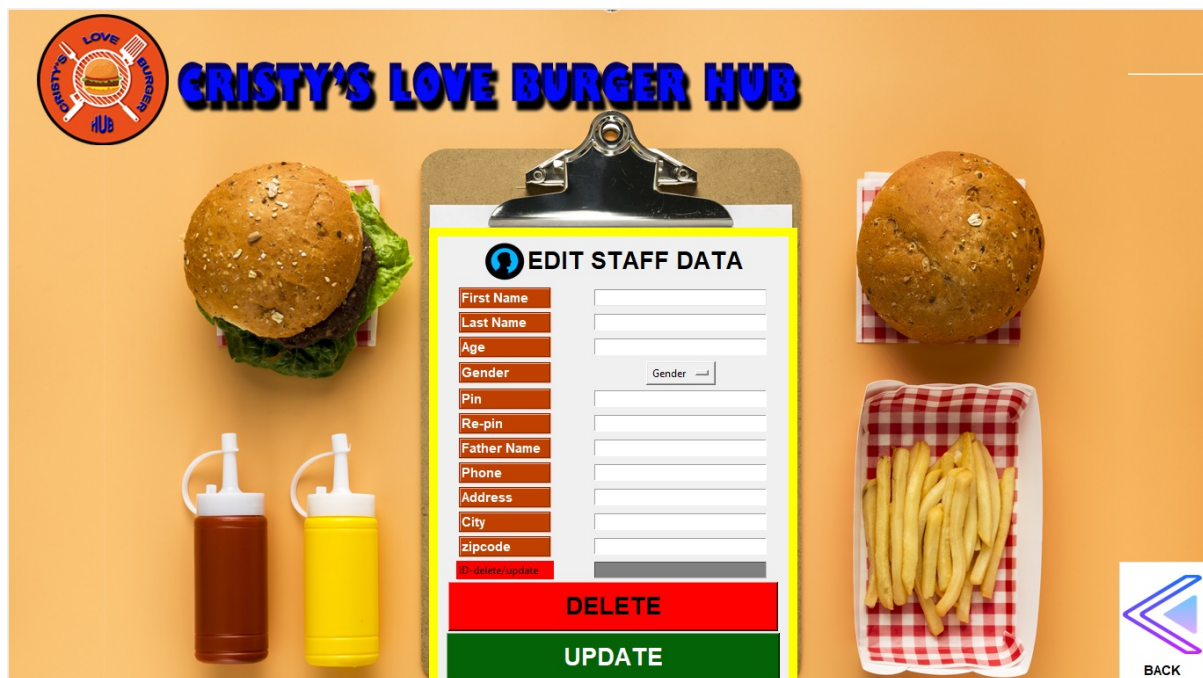 CRISTY'S LOVE BURGER HUB
CRISTY'S LOVE BURGER HUB
EDIT STAFF DATA
First Name
Last Name
Age
Gender Gender
Pin
Re-pin
Father Name
Phone
Address
City
zipcode
ID-delete/update
DELETE
UPDATE
BACK